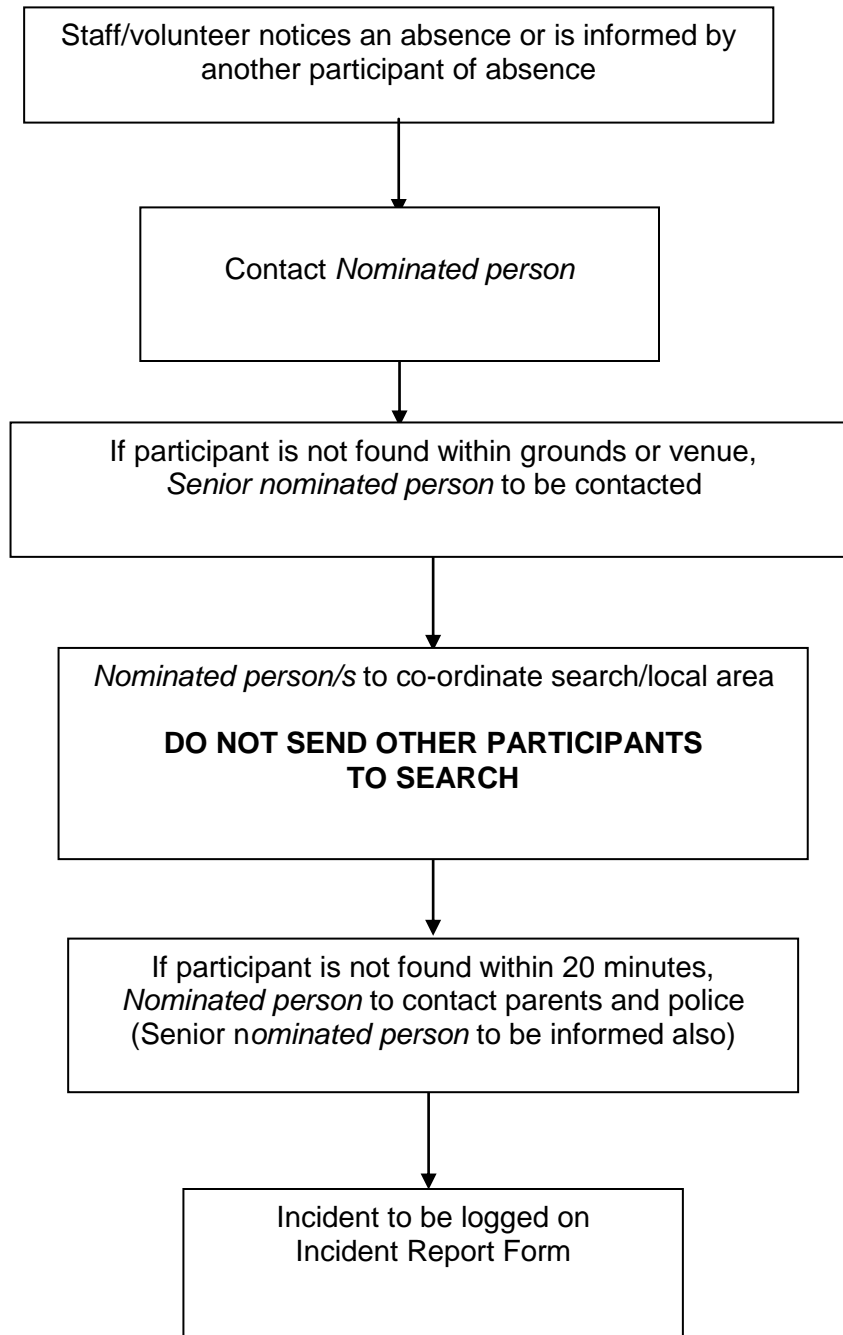 Staff/volunteer notices an absence or is informed by
another participant of absence
Contact Nominated person
If participant is not found within grounds or venue,
Senior nominated person to be contacted
Nominated person/s to co-ordinate search/local area
DO NOT SEND OTHER PARTICIPANTS
TO SEARCH
If participant is not found within 20 minutes,
Nominated person to contact parents and police
(Senior nominated person to be informed also)
Incident to be logged on
Incident Report Form